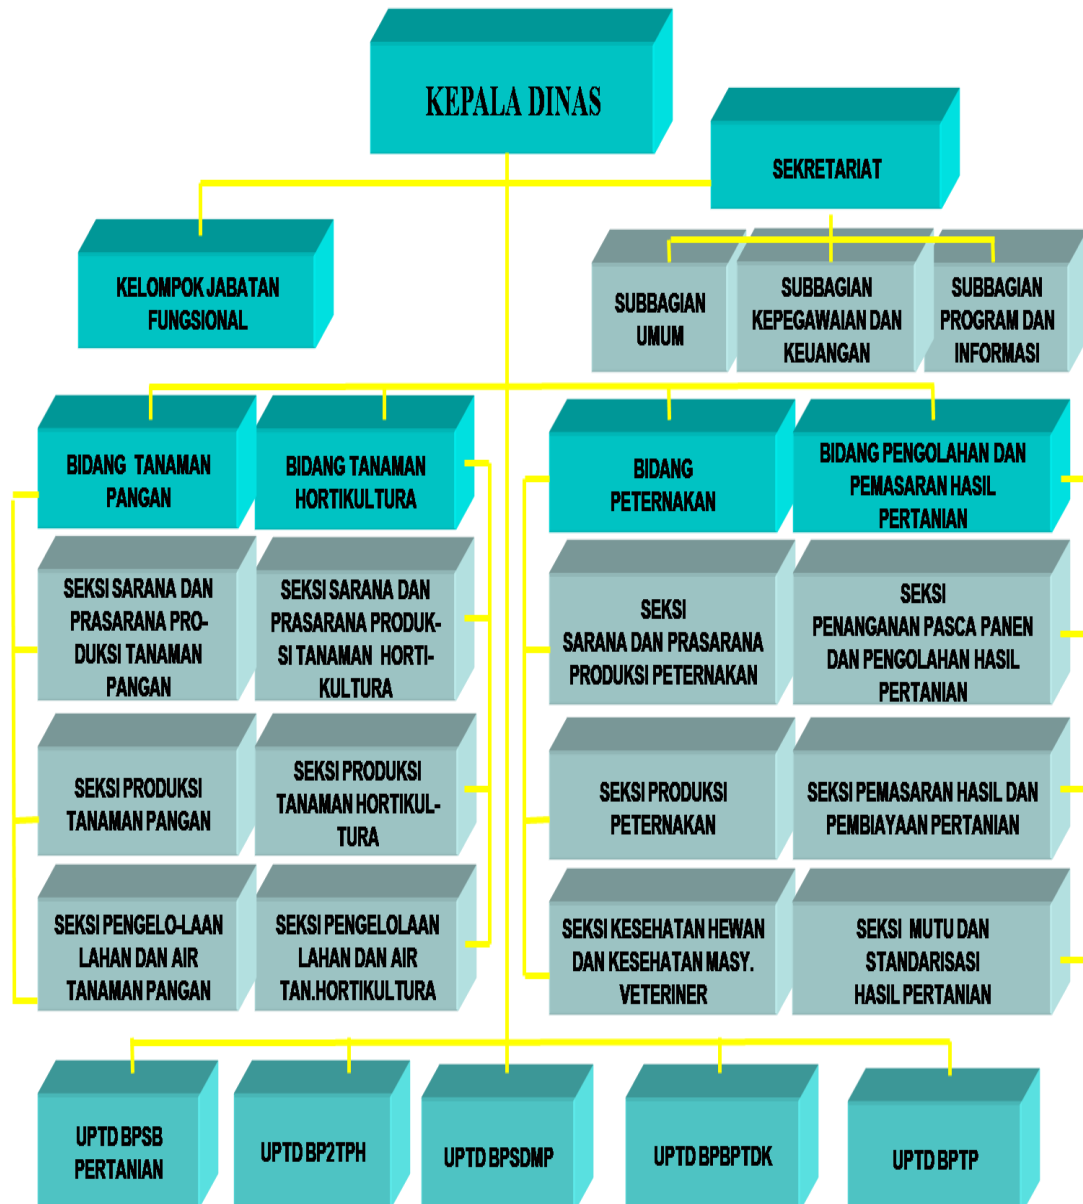 KEPALA DINAS
SEKRETARIAT
KELOMPOK JABATAN
FUNGSIONAL
SUBBAGIAN
UMUM
SUBBAGIAN
KEPEGAWAIAN DAN
KEUANGAN
SUBBAGIAN
PROGRAM DAN
INFORMASI
BIDANG TANAMAN
PANGAN
BIDANG TANAMAN
HORTIKULTURA
BIDANG
PETERNAKAN
BIDANG PENGOLAHAN DAN
PEMASARAN HASIL
PERTANIAN
SEKSI SARANA DAN
PRASARANA PRO-
DUKSI TANAMAN
PANGAN
SEKSI SARANA DAN
PRASARANA PRODUK-
SI TANAMAN HORTI-
KULTURA
SEKSI
SARANA DAN PRASARANA
PRODUKSI PETERNAKAN
SEKSI
PENANGANAN PASCA PANEN
DAN PENGOLAHAN HASIL
PERTANIAN
SEKSI PRODUKSI
TANAMAN PANGAN
SEKSI PRODUKSI
TANAMAN HORTIKUL-
TURA
SEKSI PRODUKSI
PETERNAKAN
SEKSI PEMASARAN HASIL DAN
PEMBIAYAAN PERTANIAN
SEKSI PENGELO-LAAN
LAHAN DAN AIR
TANAMAN PANGAN
SEKSI PENGELOLAAN
LAHAN DAN AIR
TAN.HORTIKULTURA
SEKSI KESEHATAN HEWAN
DAN KESEHATAN MASY.
VETERINER
SEKSI MUTU DAN
STANDARISASI
HASIL PERTANIAN
UPTD BPSB
PERTANIAN
UPTD BP2TPH
UPTD BPSDMP
UPTD BPBPTDK
UPTD BPTP